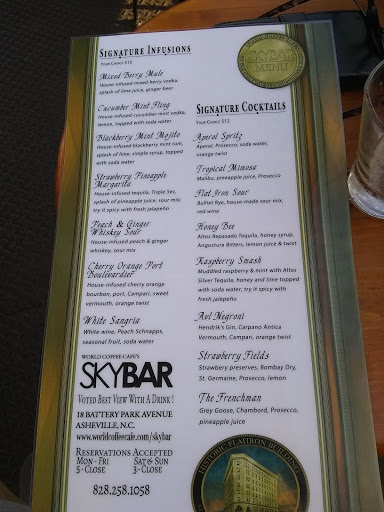 SIGNATURE INFUSIONS
YOUR CHOICE $12
Mixed Berry Mule
House-infused mixed berry vodka,
splash of lime juice, ginger beer
Cucumber Mint Fling
House-infused cucumber mint vodka,
lemon, topped with soda water
Blackberry Mint Mojito
House-infused blackberry mint rum,
splash of lime, simple syrup, topped
with soda water
Strawberry Pineapple
Margarita
House-infused tequila, Triple Sec,
splash of pineapple juice, sour mix;
try it spicy with fresh jalapeño
Peach & Ginger
Whiskey Sour
House-infused peach & ginger
whiskey, sour mix
Cherry Orange Port
Boulevardier
House-infused cherry orange
bourbon, port, Campari, sweet
vermouth, orange twist
White Sangria
White wine, Peach Schnapps,
seasonal fruit, soda water
WORLD COFFEE CAFE'S
SKYBAR
VOTED BEST VIEW WITH A DRINK !
18 BATTERY PARK AVENUE
ASHEVILLE, N.C.
www.worldcoffeecafe.com/skybar
RESERVATIONS ACCEPTED
MON - FRI SAT & SUN
5 - CLOSE 3 - CLOSE
828.258.1058
SKYBAR
MENU
SIGNATURE COCKTAILS
YOUR CHOICE $12
Aperol Spritz
Aperol, Prosecco, soda water,
orange twist
Tropical Mimosa
Malibu, pineapple juice, Prosecco
Flat Iron Sour
Bulliet Rye, house-made sour mix,
red wine
Honey Bee
Altos Reposado Tequila, honey syrup,
Angostura Bitters, lemon juice & twist
Raspberry Smash
Muddled raspberry & mint with Altos
Silver Tequila, honey and lime topped
with soda water, try it spicy with
fresh jalapeño
Avl Negroni
Hendrik's Gin, Carpano Antica
Vermouth, Campari, orange twist
Strawberry Fields
Strawbery preserves, Bombay Dry,
St. Germaine, Prosecco, lemon
The Frenchman
Grey Goose, Chambord, Prosecco,
pineapple juice
HISTORIC FLATIRON BUILDING